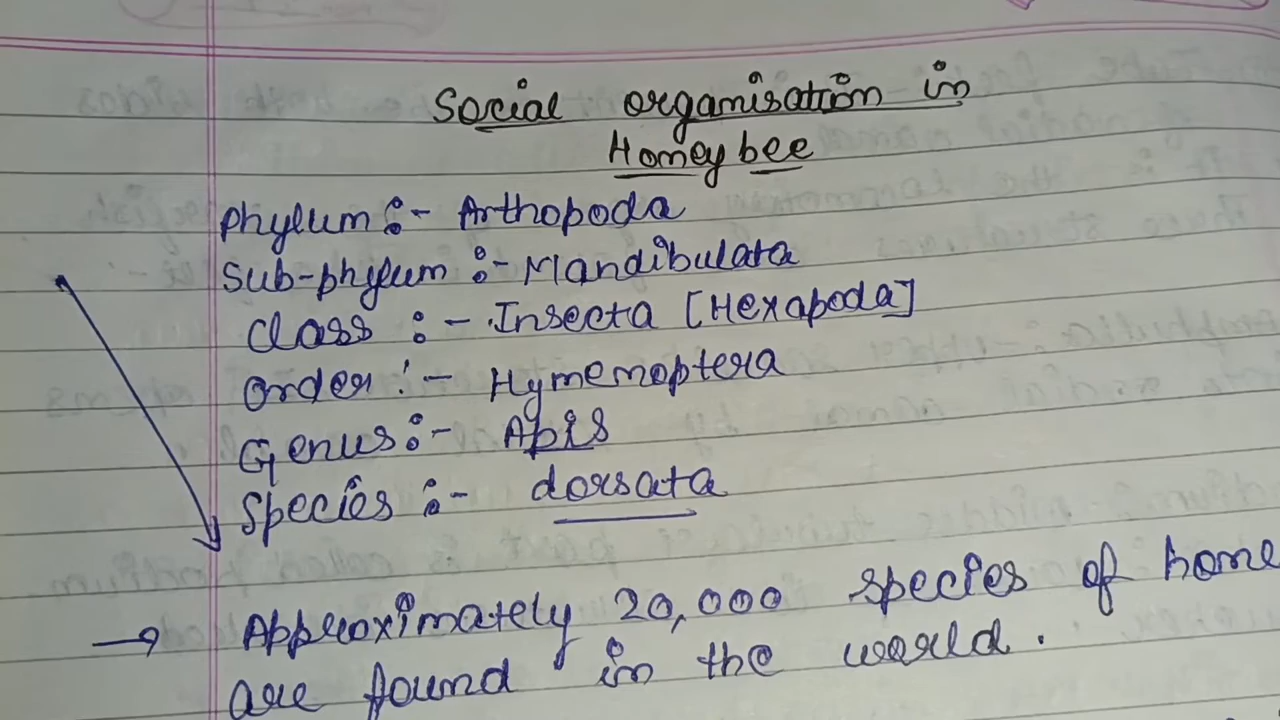 Social organisation in
Honey bee
Phylum :- Arthopoda
Sub-phylum :- Mandibulata
Class :- Insecta [Hexapoda]
Order :- Hymenoptera
Genus :- Apis
Species :- dorsata
→ Approximately 20,000 species of hone
are found in the world.